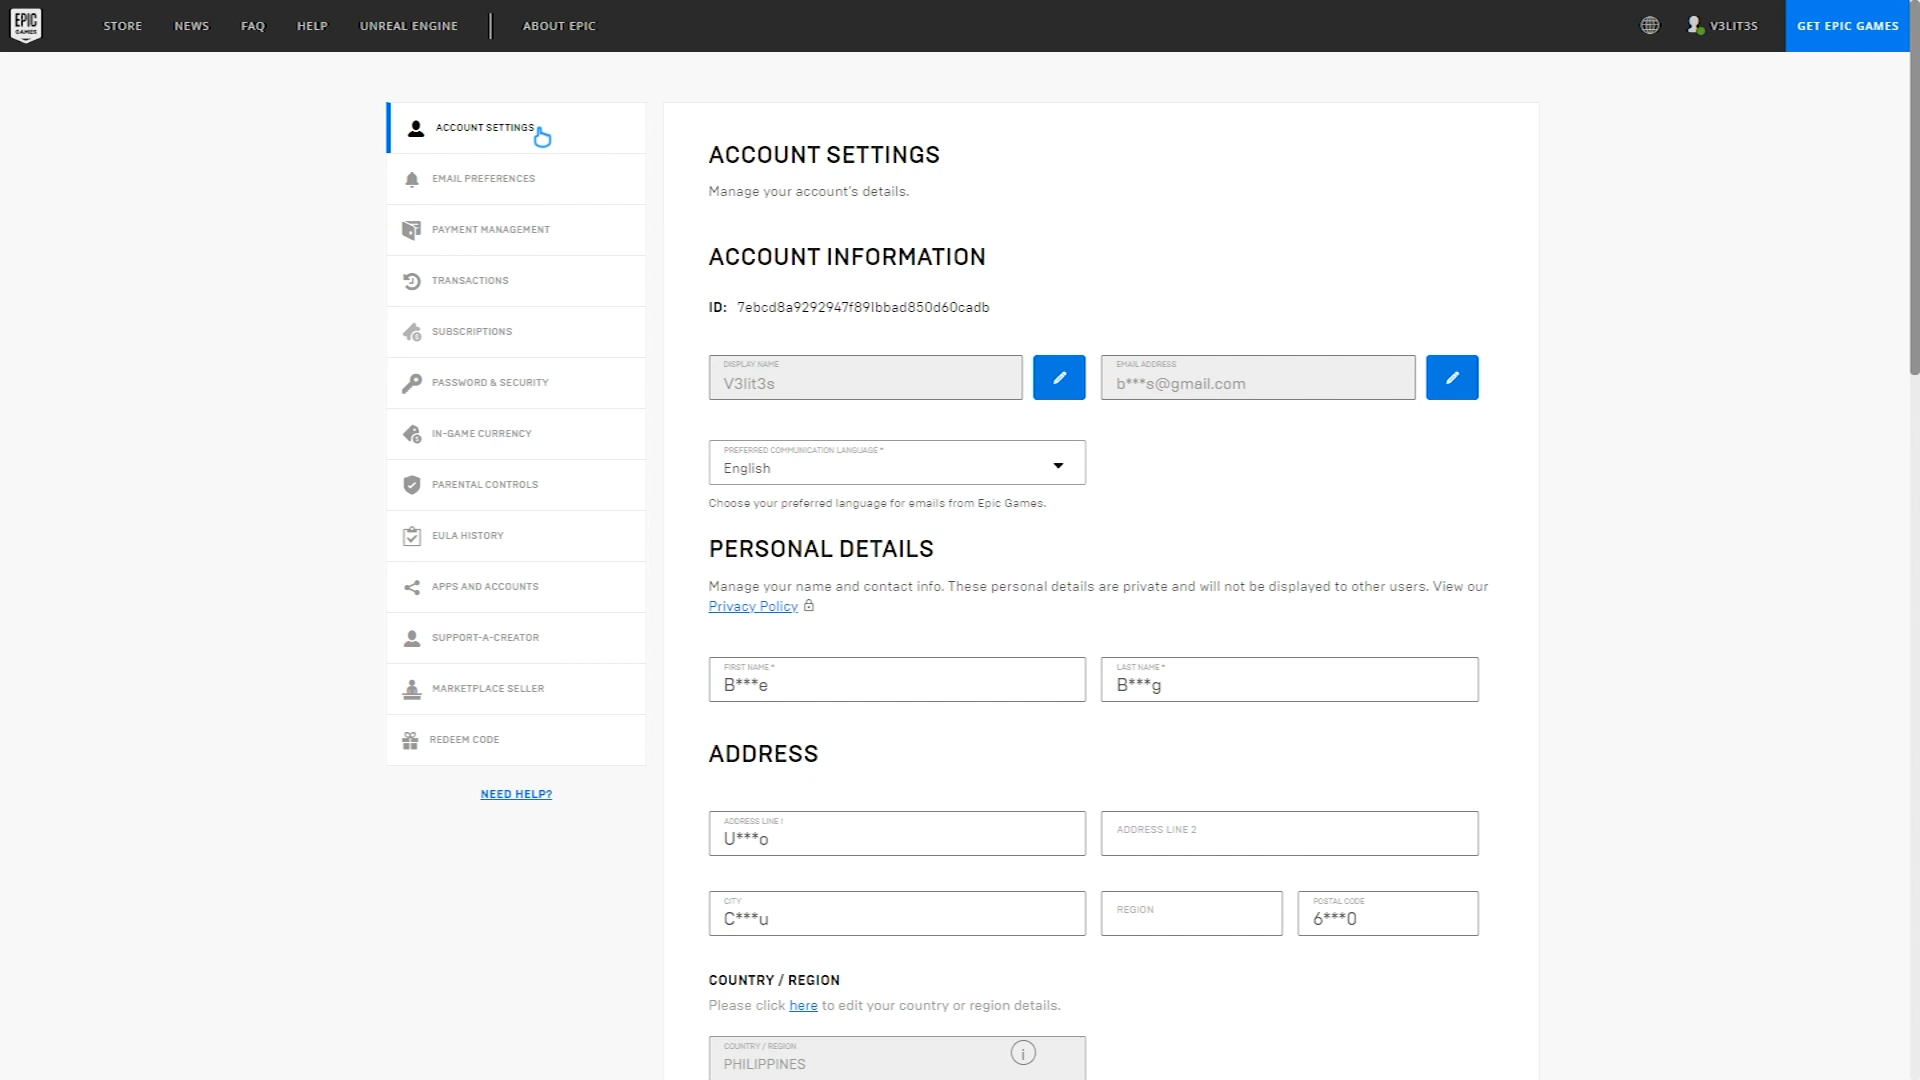 EPIC
GAMES
STORE
NEWS
FAQ
HELP
UNREAL ENGINE
ABOUT EPIC
V3LIT3S
GET EPIC GAMES
ACCOUNT SETTINGS
EMAIL PREFERENCES
PAYMENT MANAGEMENT
TRANSACTIONS
SUBSCRIPTIONS
PASSWORD & SECURITY
IN-GAME CURRENCY
PARENTAL CONTROLS
EULA HISTORY
APPS AND ACCOUNTS
SUPPORT-A-CREATOR
MARKETPLACE SELLER
REDEEM CODE
NEED HELP?
ACCOUNT SETTINGS
Manage your account's details.
ACCOUNT INFORMATION
ID: 7ebcd8a9292947f891bbad850d60cadb
DISPLAY NAME
V3lit3s
EMAIL ADDRESS
b***s@gmail.com
PREFERRED COMMUNICATION LANGUAGE *
English
Choose your preferred language for emails from Epic Games.
PERSONAL DETAILS
Manage your name and contact info. These personal details are private and will not be displayed to other users. View our
Privacy Policy
FIRST NAME *
B***e
LAST NAME *
B***g
ADDRESS
ADDRESS LINE 1
U***o
ADDRESS LINE 2
CITY
C***u
REGION
POSTAL CODE
6***0
COUNTRY / REGION
Please click here to edit your country or region details.
COUNTRY / REGION
PHILIPPINES